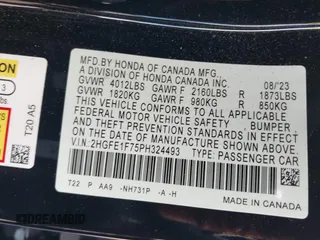 MFD.BY HONDA OF CANADA MFG.,
A DIVISION OF HONDA CANADA INC. 08/'23
GVWR 4012LBS GAWR F 2160LBS R 1873LBS
GVWR 1820KG GAWR F 980KG R 850KG
THIS VEHICLE CONFORMS TO ALL APPLICABLE
FEDERAL MOTOR VEHICLE SAFETY, BUMPER
AND THEFT PREVENTION STANDARDS IN EFFECT ON
THE DATE OF MANUFACTURE SHOWN ABOVE.
V.I.N: 2HGFE1F75PH324493 TYPE: PASSENGER CAR
T22 P AA9 -NH731P -A -H
MADE IN CANADA
ION
3
T20 A5
DREAMBID